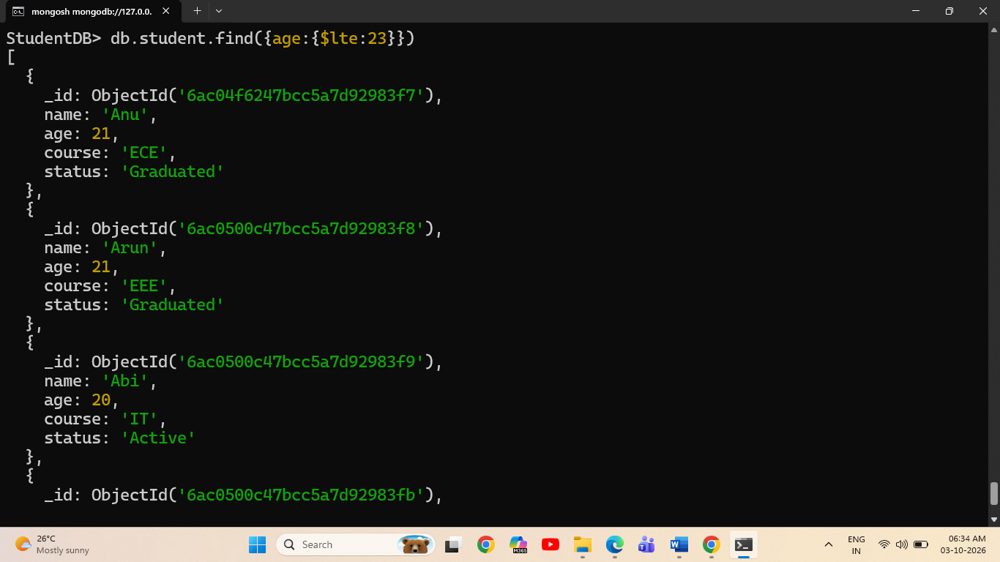 mongosh mongodb://127.0.0.
StudentDB> db.student.find({age:{$lte:23}})
[
  {
    _id: ObjectId('6ac04f6247bcc5a7d92983f7'),
    name: 'Anu',
    age: 21,
    course: 'ECE',
    status: 'Graduated'
  },
  {
    _id: ObjectId('6ac0500c47bcc5a7d92983f8'),
    name: 'Arun',
    age: 21,
    course: 'EEE',
    status: 'Graduated'
  },
  {
    _id: ObjectId('6ac0500c47bcc5a7d92983f9'),
    name: 'Abi',
    age: 20,
    course: 'IT',
    status: 'Active'
  },
  {
    _id: ObjectId('6ac0500c47bcc5a7d92983fb'),
26°C
Mostly sunny
Search
M365
ENG
IN
06:34 AM
03-10-2026